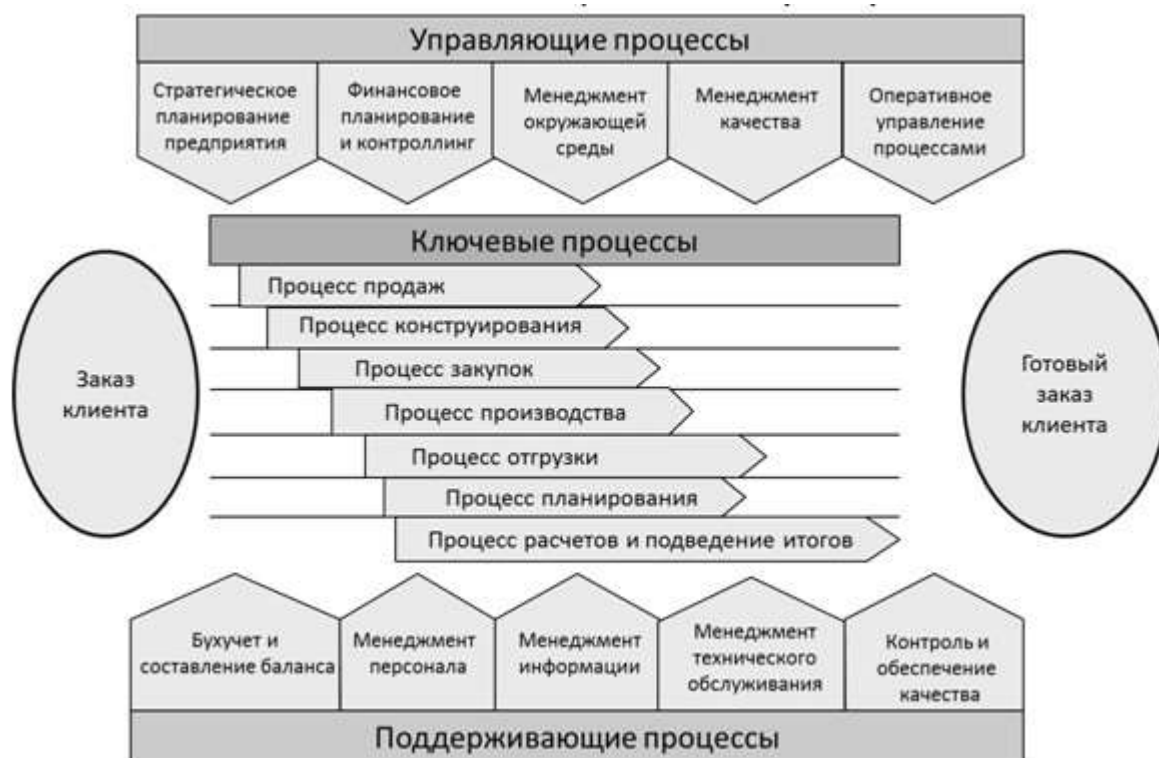 Управляющие процессы
Стратегическое
планирование
предприятия
Финансовое
планирование
и контроллинг
Менеджмент
окружающей
среды
Менеджмент
качества
Оперативное
управление
процессами
Ключевые процессы
Процесс продаж
Процесс конструирования
Процесс закупок
Процесс производства
Процесс отгрузки
Процесс планирования
Процесс расчетов и подведение итогов
Заказ
клиента
Готовый
заказ
клиента
Бухучет и
составление баланса
Менеджмент
персонала
Менеджмент
информации
Менеджмент
технического
обслуживания
Контроль и
обеспечение
качества
Поддерживающие процессы